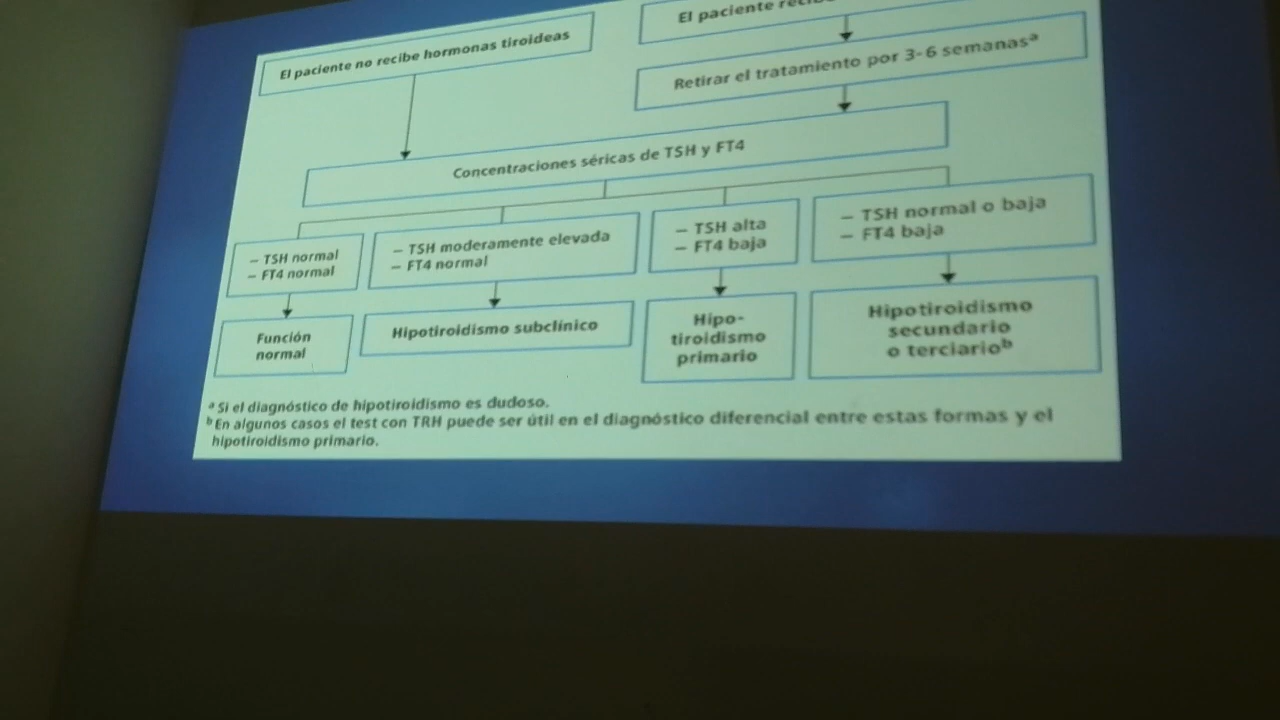 El paciente no recibe hormonas tiroideas
El paciente
Retirar el tratamiento por 3-6 semanasª
Concentraciones séricas de TSH y FT4
– TSH normal
– FT4 normal
– TSH moderamente elevada
– FT4 normal
– TSH alta
– FT4 baja
– TSH normal o baja
– FT4 baja
Función
normal
Hipotiroidismo subclínico
Hipo-
tiroidismo
primario
Hipotiroidismo
secundario
o terciarioᵇ
ª Si el diagnóstico de hipotiroidismo es dudoso.
ᵇ En algunos casos el test con TRH puede ser útil en el diagnóstico diferencial entre estas formas y el
hipotiroidismo primario.